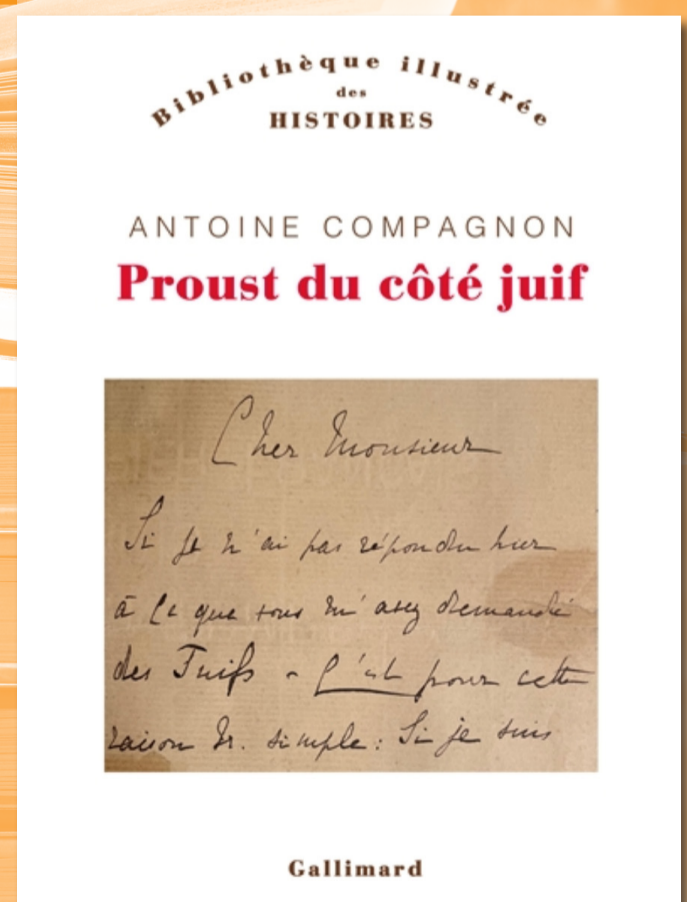 Bibliothèque illustrée
des
HISTOIRES
ANTOINE COMPAGNON
Proust du côté juif
Cher Monsieur
Si je n'ai pas répondu hier
à ce que vous m'avez demandé
des Juifs - C'est pour cette
raison tr. simple : Si je suis
Gallimard